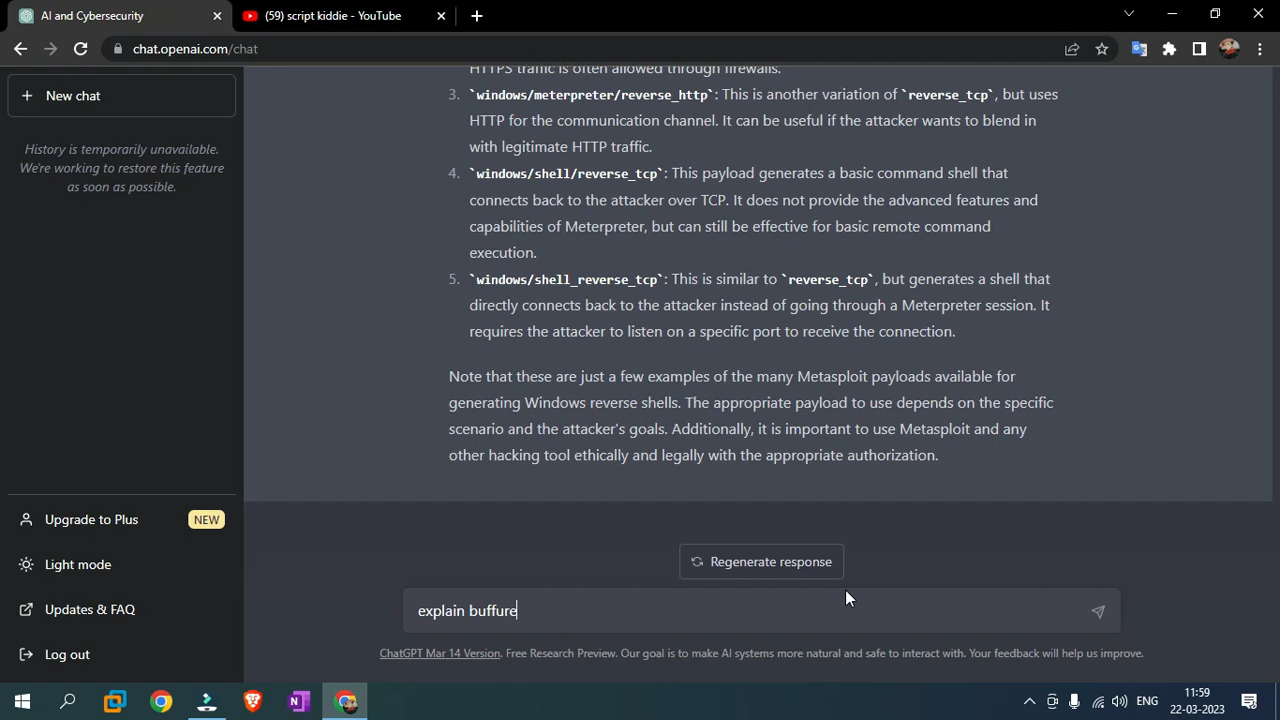 AI and Cybersecurity
(59) script kiddie - YouTube
chat.openai.com/chat
New chat
History is temporarily unavailable.
We're working to restore this feature
as soon as possible.
HTTPS traffic is often allowed through firewalls.
3. `windows/meterpreter/reverse_http`: This is another variation of `reverse_tcp`, but uses
HTTP for the communication channel. It can be useful if the attacker wants to blend in
with legitimate HTTP traffic.
4. `windows/shell/reverse_tcp`: This payload generates a basic command shell that
connects back to the attacker over TCP. It does not provide the advanced features and
capabilities of Meterpreter, but can still be effective for basic remote command
execution.
5. `windows/shell_reverse_tcp`: This is similar to `reverse_tcp`, but generates a shell that
directly connects back to the attacker instead of going through a Meterpreter session. It
requires the attacker to listen on a specific port to receive the connection.
Note that these are just a few examples of the many Metasploit payloads available for
generating Windows reverse shells. The appropriate payload to use depends on the specific
scenario and the attacker's goals. Additionally, it is important to use Metasploit and any
other hacking tool ethically and legally with the appropriate authorization.
Upgrade to Plus NEW
Light mode
Updates & FAQ
Log out
Regenerate response
explain buffure
ChatGPT Mar 14 Version. Free Research Preview. Our goal is to make AI systems more natural and safe to interact with. Your feedback will help us improve.
ENG
11:59
22-03-2023